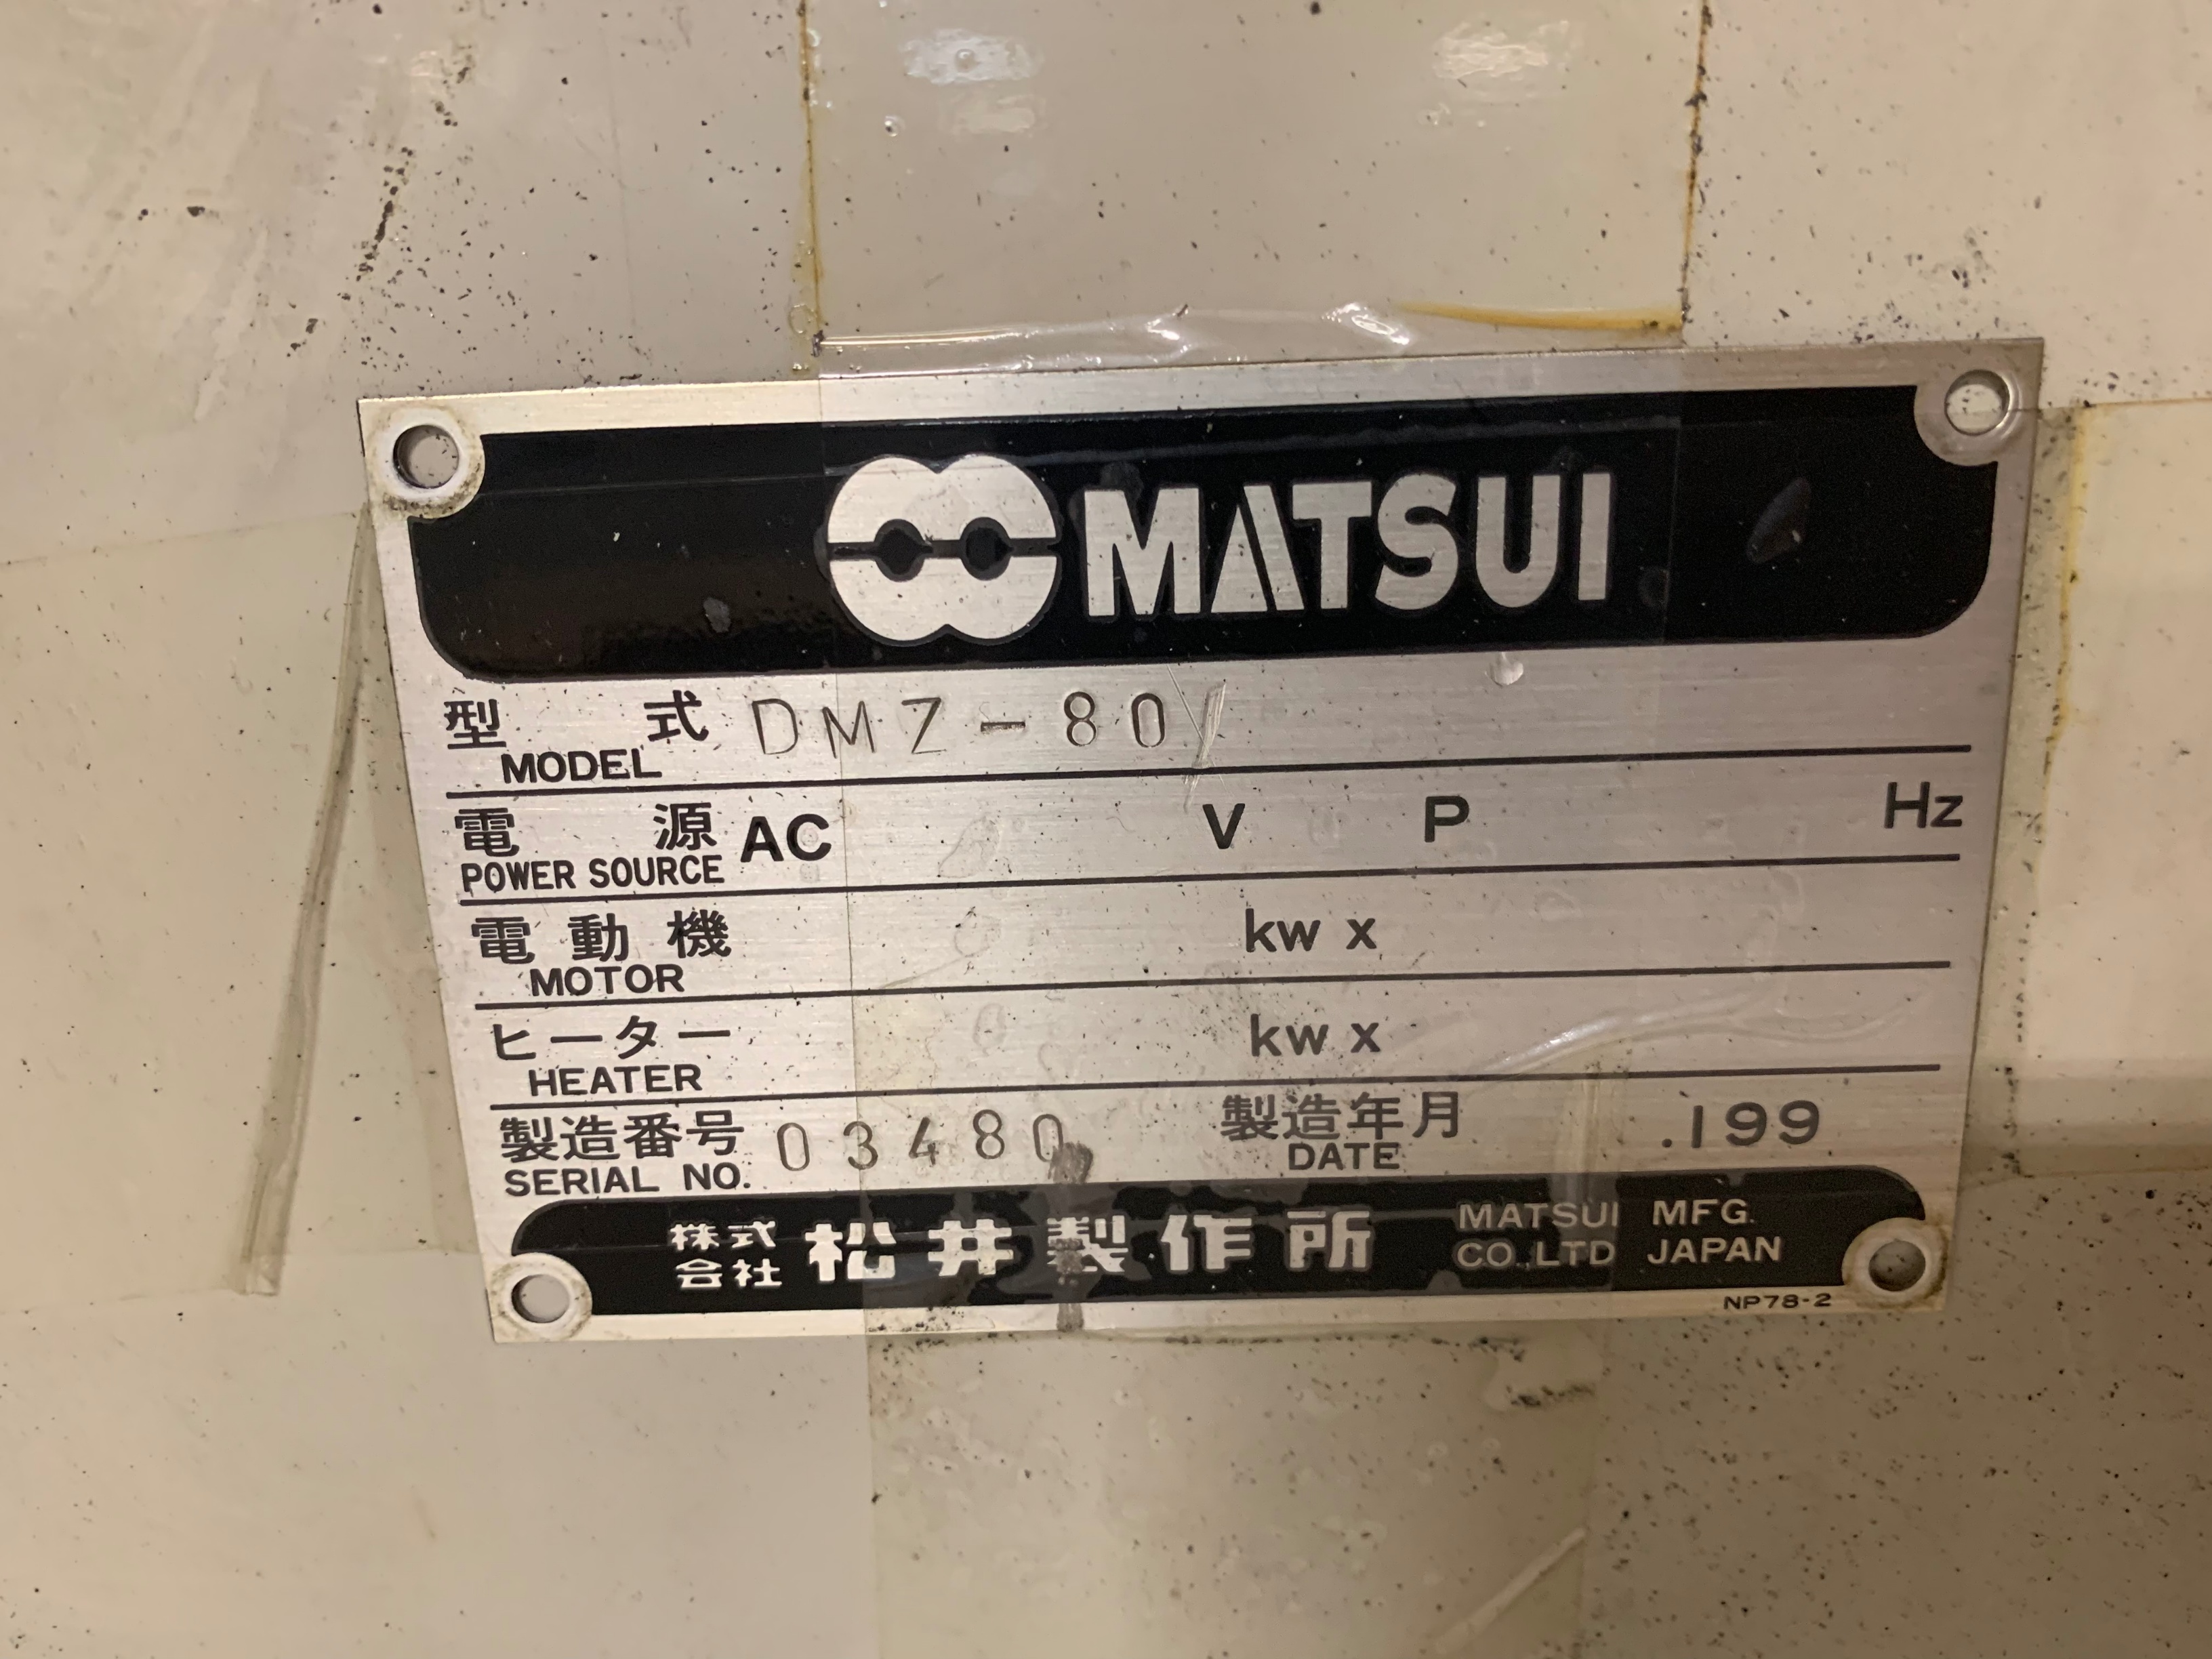 MATSUI
型 式 DMZ-80
MODEL
電 源 AC V P Hz
POWER SOURCE
電動機 kw x
MOTOR
ヒーター kw x
HEATER
製造番号 03480 製造年月 .199
SERIAL NO. DATE
株式会社 松井製作所 MATSUI MFG. CO.,LTD JAPAN
NP78-2